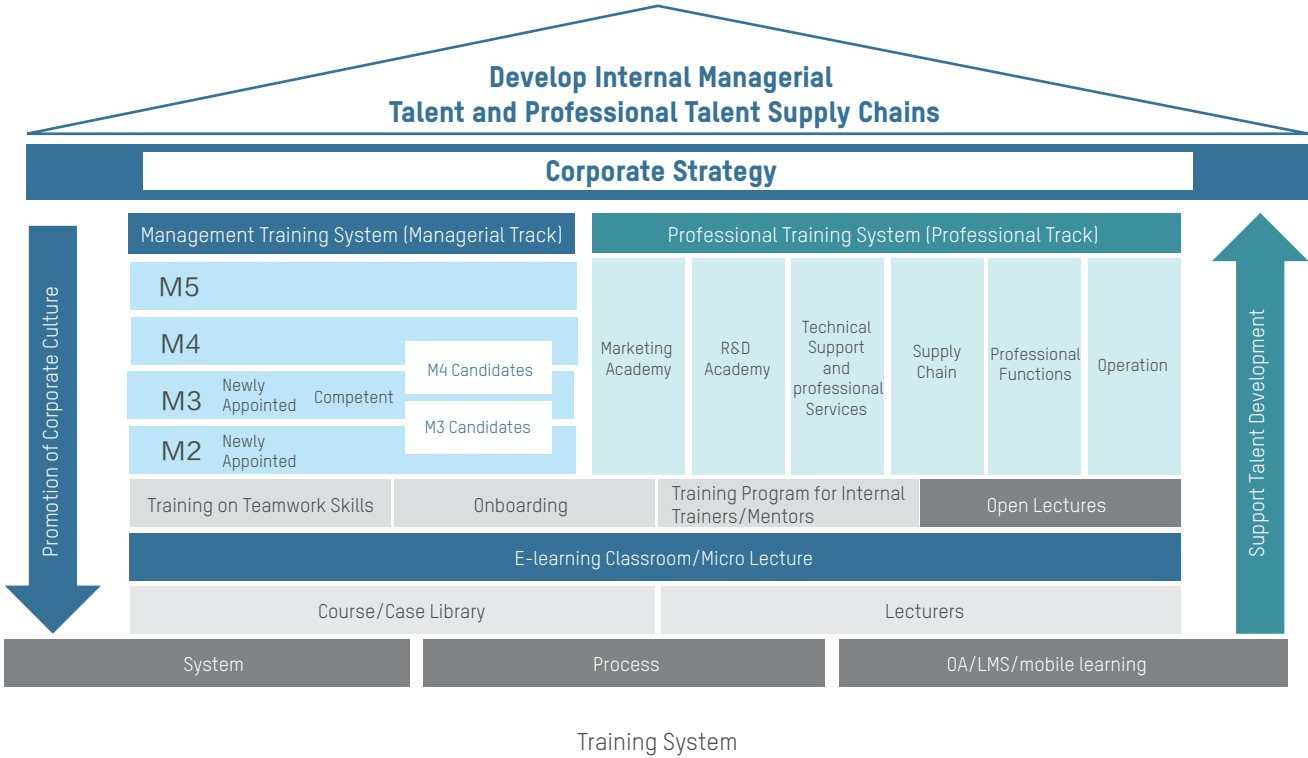 Develop Internal Managerial
Talent and Professional Talent Supply Chains
Corporate Strategy
Promotion of Corporate Culture
Management Training System (Managerial Track)
M5
M4
M4 Candidates
M3
Newly
Appointed
Competent
M3 Candidates
M2
Newly
Appointed
Professional Training System (Professional Track)
Marketing
Academy
R&D
Academy
Technical
Support
and
professional
Services
Supply
Chain
Professional
Functions
Operation
Support Talent Development
Training on Teamwork Skills
Onboarding
Training Program for Internal
Trainers/Mentors
Open Lectures
E-learning Classroom/Micro Lecture
Course/Case Library
Lecturers
System
Process
OA/LMS/mobile learning
Training System